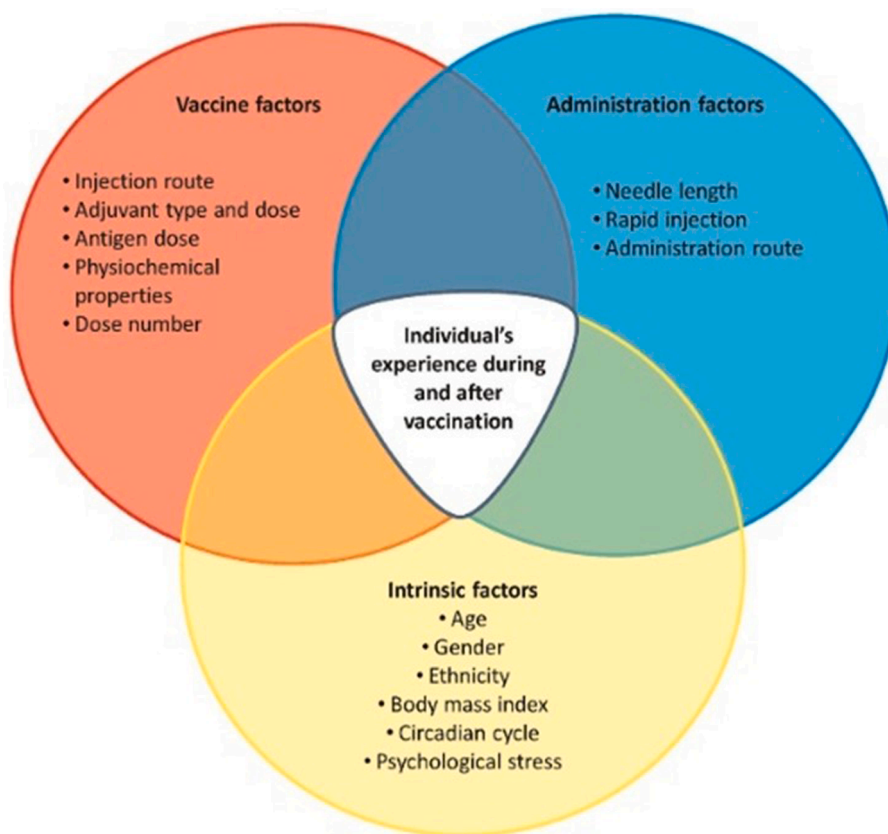 Vaccine factors
• Injection route
• Adjuvant type and dose
• Antigen dose
• Physiochemical
properties
• Dose number
Administration factors
• Needle length
• Rapid injection
• Administration route
Individual's
experience during
and after
vaccination
Intrinsic factors
• Age
• Gender
• Ethnicity
• Body mass index
• Circadian cycle
• Psychological stress